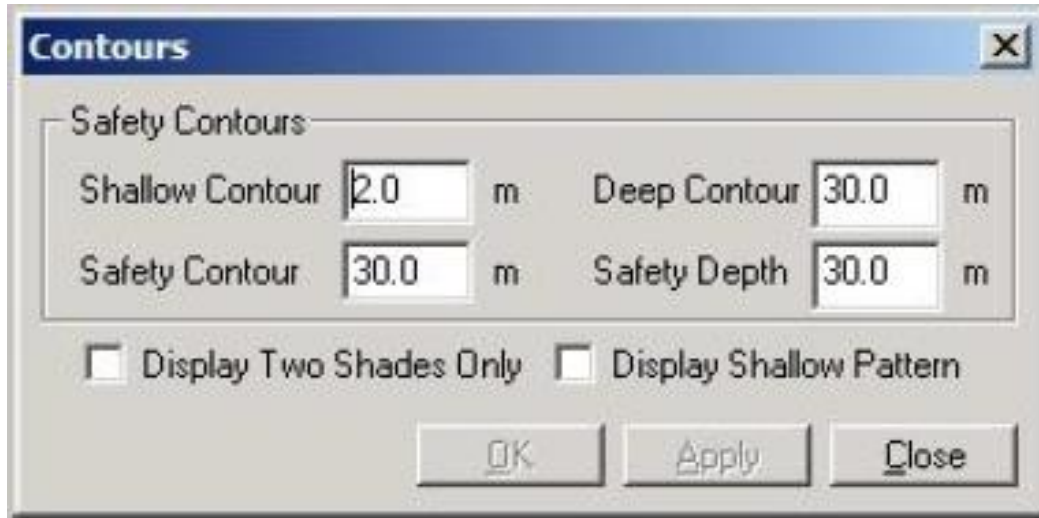 Contours
Safety Contours
Shallow Contour 2.0 m Deep Contour 30.0 m
Safety Contour 30.0 m Safety Depth 30.0 m
Display Two Shades Only Display Shallow Pattern
OK Apply Close